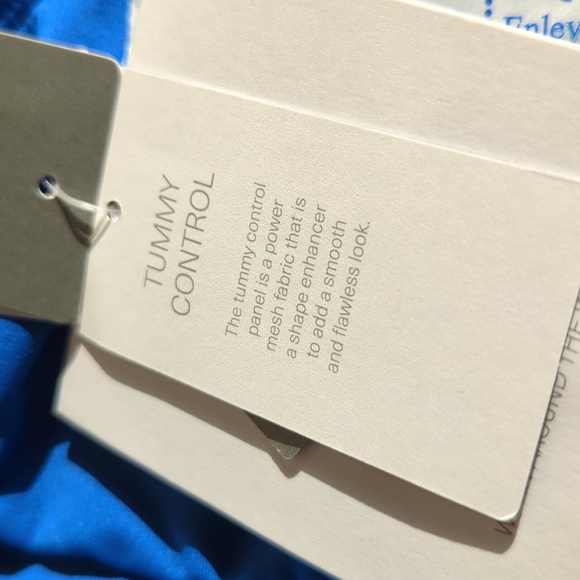 TUMMY
CONTROL
The tummy control
panel is a power
mesh fabric that is
a shape enhancer
to add a smooth
and flawless look.